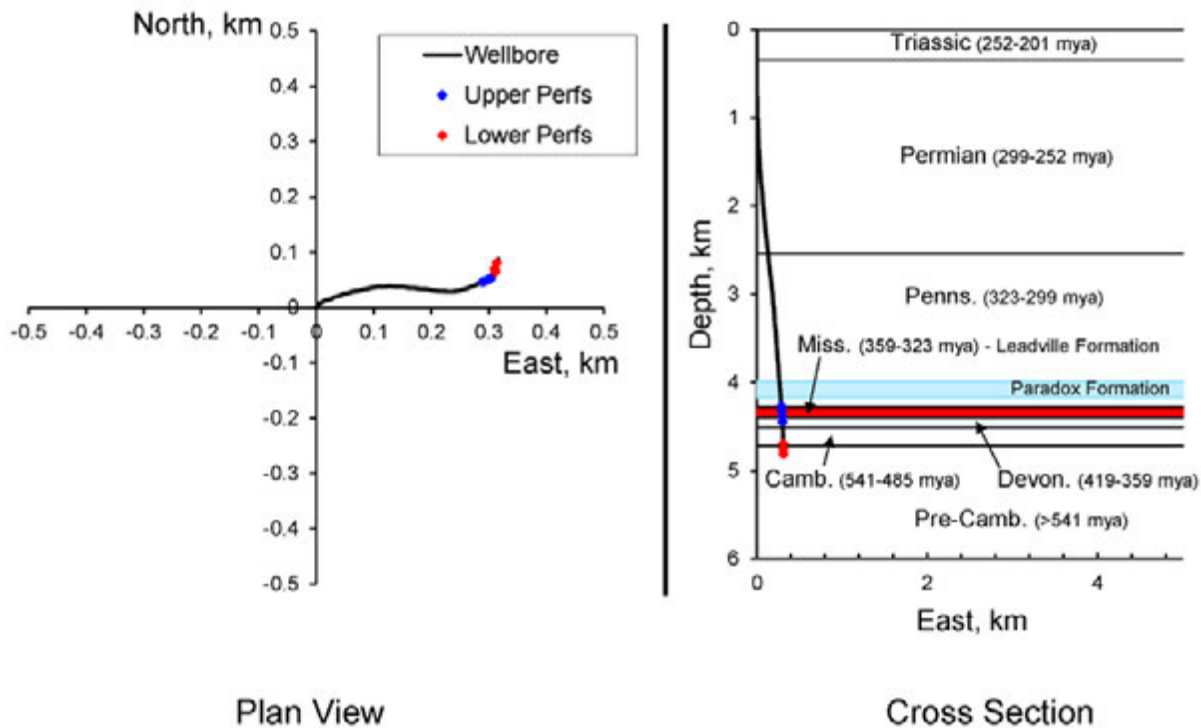 North, km
0.5
0.4
0.3
0.2
0.1
0
-0.1
-0.2
-0.3
-0.4
-0.5
-0.5 -0.4 -0.3 -0.2 -0.1 0 0.1 0.2 0.3 0.4 0.5
East, km
Wellbore
Upper Perfs
Lower Perfs
Plan View
Depth, km
0
1
2
3
4
5
6
Triassic (252-201 mya)
Permian (299-252 mya)
Penns. (323-299 mya)
Miss. (359-323 mya) - Leadville Formation
Paradox Formation
Camb. (541-485 mya)
Devon. (419-359 mya)
Pre-Camb. (>541 mya)
0 2 4
East, km
Cross Section